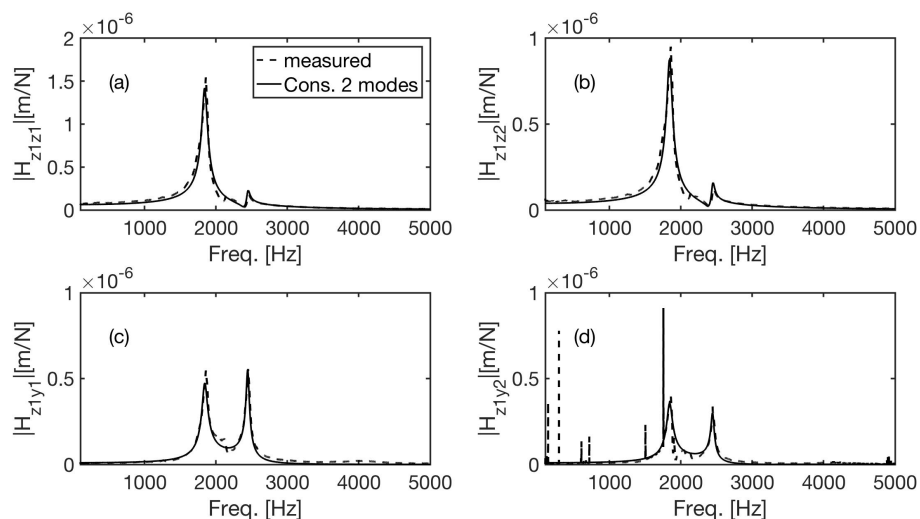 ×10⁻⁶
2
1.5
1
0.5
0
|H_z1z1|[m/N]
(a)
measured
Cons. 2 modes
1000 2000 3000 4000 5000
Freq. [Hz]
×10⁻⁶
1
0.5
0
|H_z1z2|[m/N]
(b)
1000 2000 3000 4000 5000
Freq. [Hz]
×10⁻⁶
1
0.5
0
|H_z1y1|[m/N]
(c)
1000 2000 3000 4000 5000
Freq. [Hz]
×10⁻⁶
1
0.5
0
|H_z1y2|[m/N]
(d)
1000 2000 3000 4000 5000
Freq. [Hz]